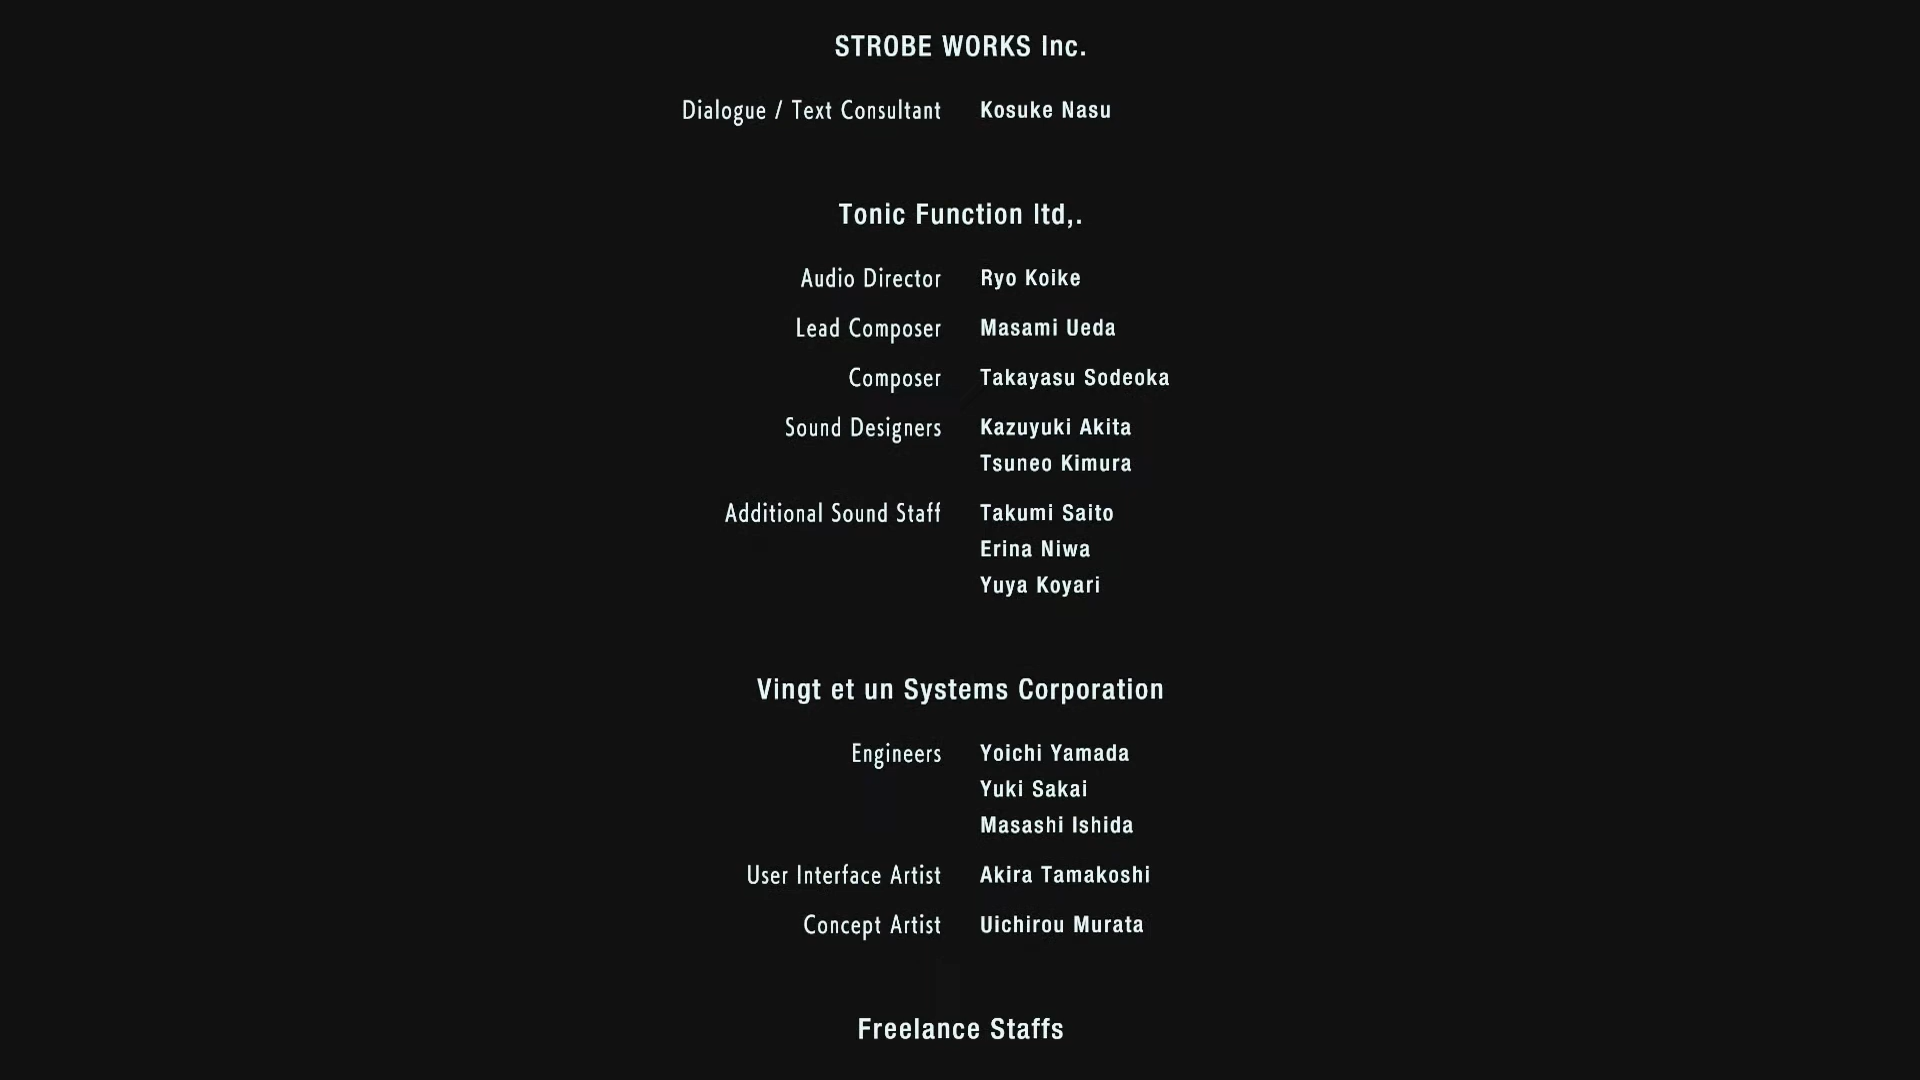 STROBE WORKS Inc.
Dialogue / Text Consultant Kosuke Nasu
Tonic Function ltd,.
Audio Director Ryo Koike
Lead Composer Masami Ueda
Composer Takayasu Sodeoka
Sound Designers Kazuyuki Akita
Tsuneo Kimura
Additional Sound Staff Takumi Saito
Erina Niwa
Yuya Koyari
Vingt et un Systems Corporation
Engineers Yoichi Yamada
Yuki Sakai
Masashi Ishida
User Interface Artist Akira Tamakoshi
Concept Artist Uichirou Murata
Freelance Staffs